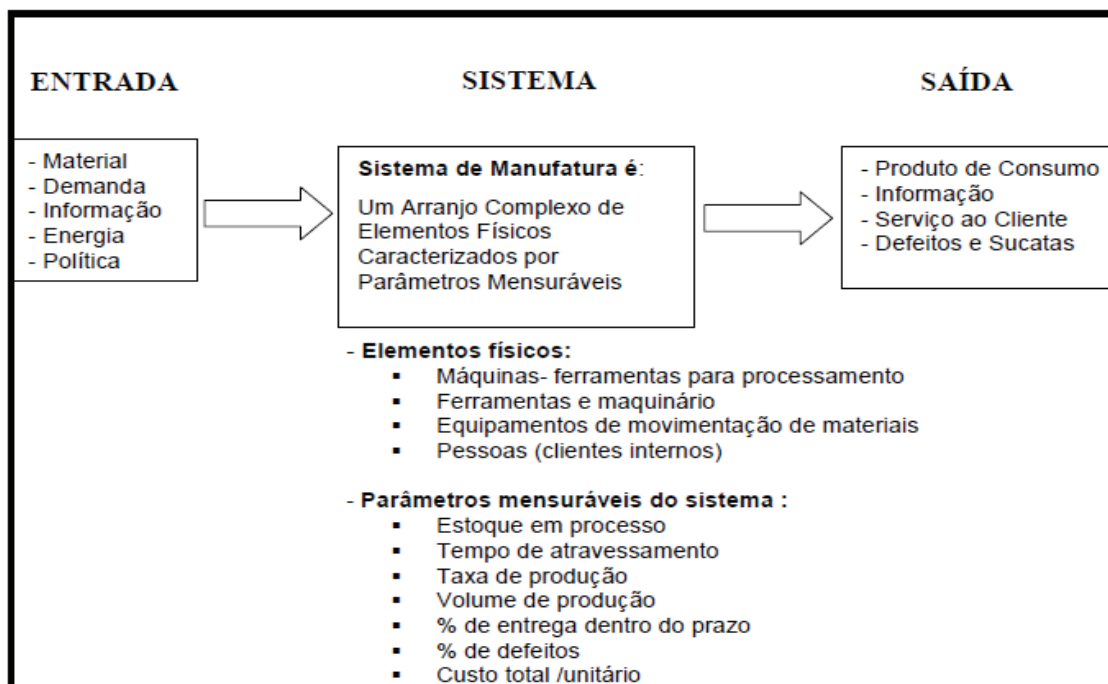 ENTRADA
SISTEMA
SAÍDA
- Material
- Demanda
- Informação
- Energia
- Política
Sistema de Manufatura é:
Um Arranjo Complexo de
Elementos Físicos
Caracterizados por
Parâmetros Mensuráveis
- Produto de Consumo
- Informação
- Serviço ao Cliente
- Defeitos e Sucatas
- Elementos físicos:
▪ Máquinas- ferramentas para processamento
▪ Ferramentas e maquinário
▪ Equipamentos de movimentação de materiais
▪ Pessoas (clientes internos)
- Parâmetros mensuráveis do sistema :
▪ Estoque em processo
▪ Tempo de atravessamento
▪ Taxa de produção
▪ Volume de produção
▪ % de entrega dentro do prazo
▪ % de defeitos
▪ Custo total /unitário